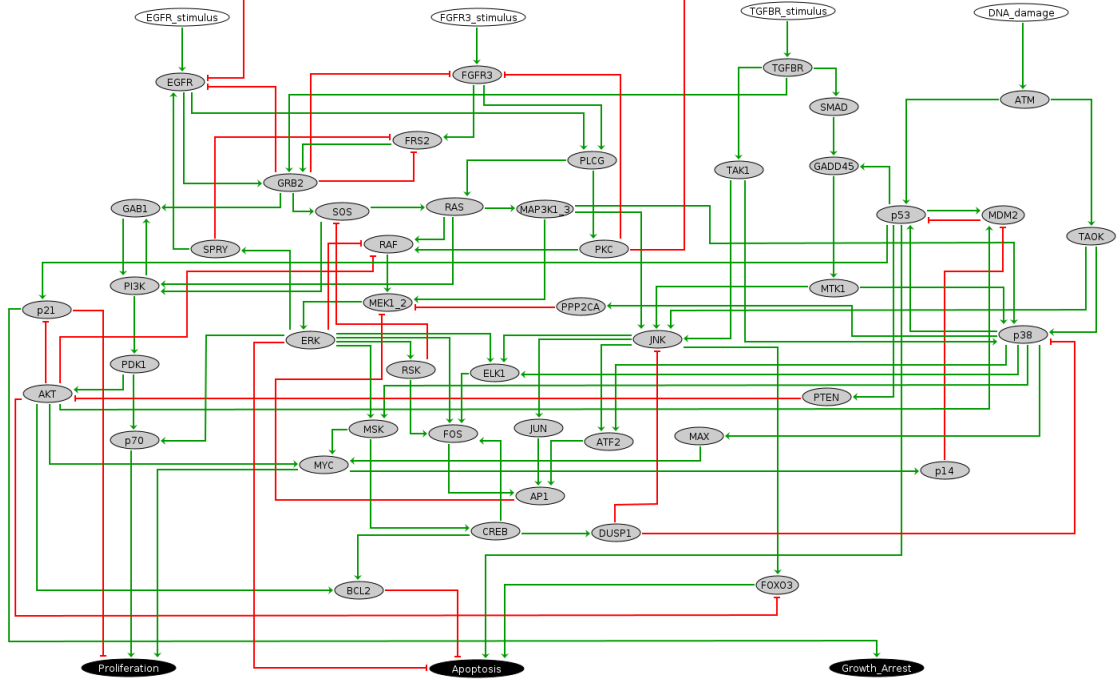 EGFR_stimulus
FGFR3_stimulus
TGFBR_stimulus
DNA_damage
EGFR
FGFR3
TGFBR
SMAD
ATM
FRS2
PLCG
TAK1
GADD45
GRB2
GAB1
SOS
RAS
MAP3K1_3
p53
MDM2
SPRY
RAF
PKC
TAOK
PI3K
MTK1
p21
MEK1_2
PPP2CA
ERK
JNK
p38
PDK1
RSK
ELK1
AKT
PTEN
p70
MSK
FOS
JUN
ATF2
MAX
MYC
p14
AP1
CREB
DUSP1
BCL2
FOXO3
Proliferation
Apoptosis
Growth_Arrest